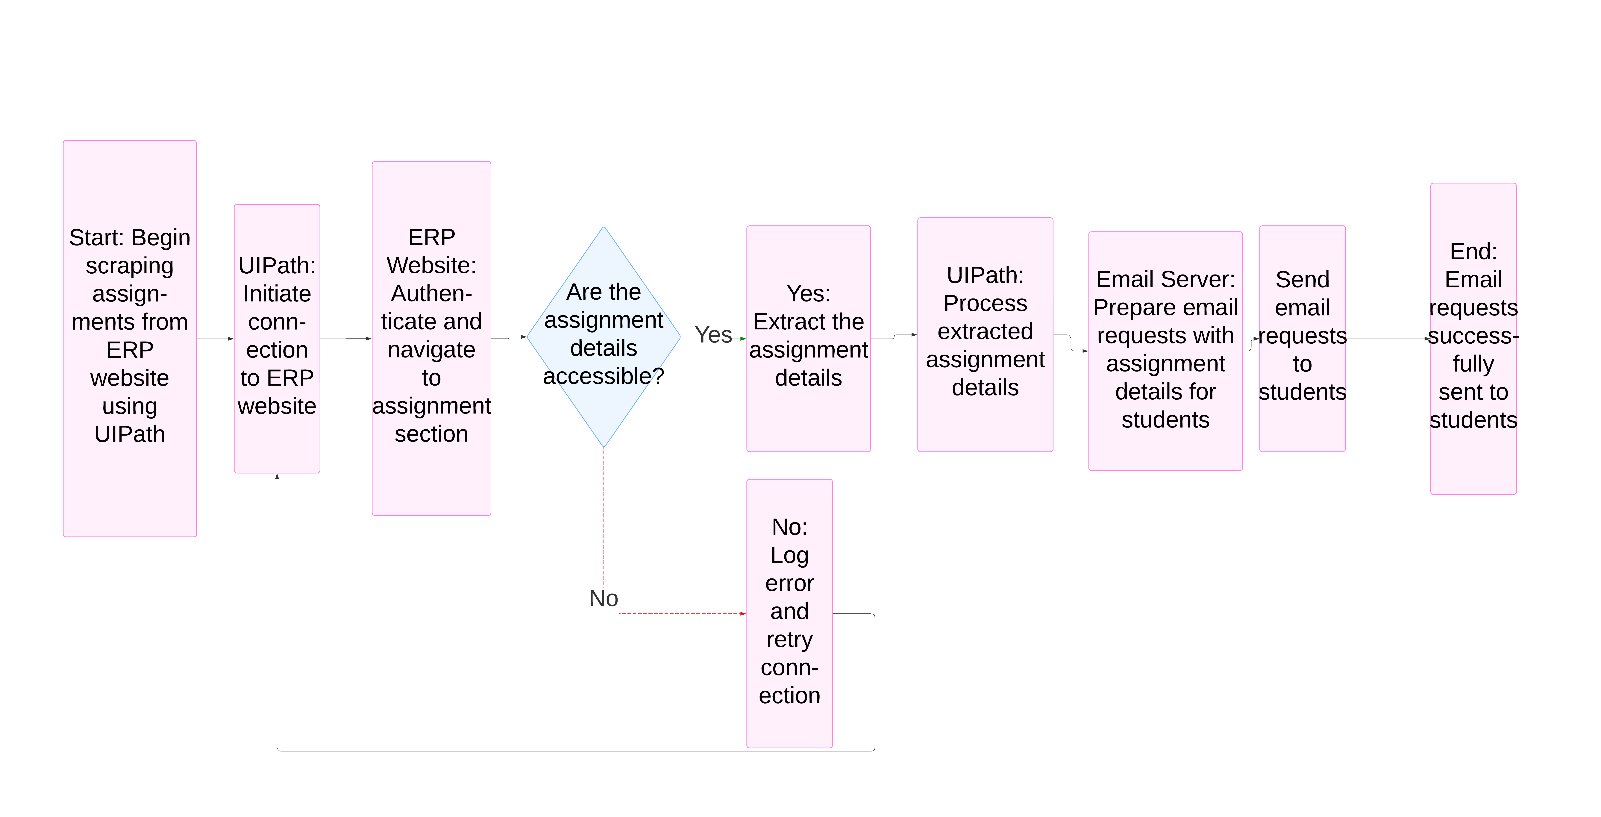 Start: Begin
scraping
assign-
ments from
ERP
website
using
UIPath
UIPath:
Initiate
conn-
ection
to ERP
website
ERP
Website:
Authen-
ticate and
navigate
to
assignment
section
Are the
assignment
details
accessible?
Yes
Yes:
Extract the
assignment
details
UIPath:
Process
extracted
assignment
details
Email Server:
Prepare email
requests with
assignment
details for
students
Send
email
requests
to
students
End:
Email
requests
success-
fully
sent to
students
No
No:
Log
error
and
retry
conn-
ection